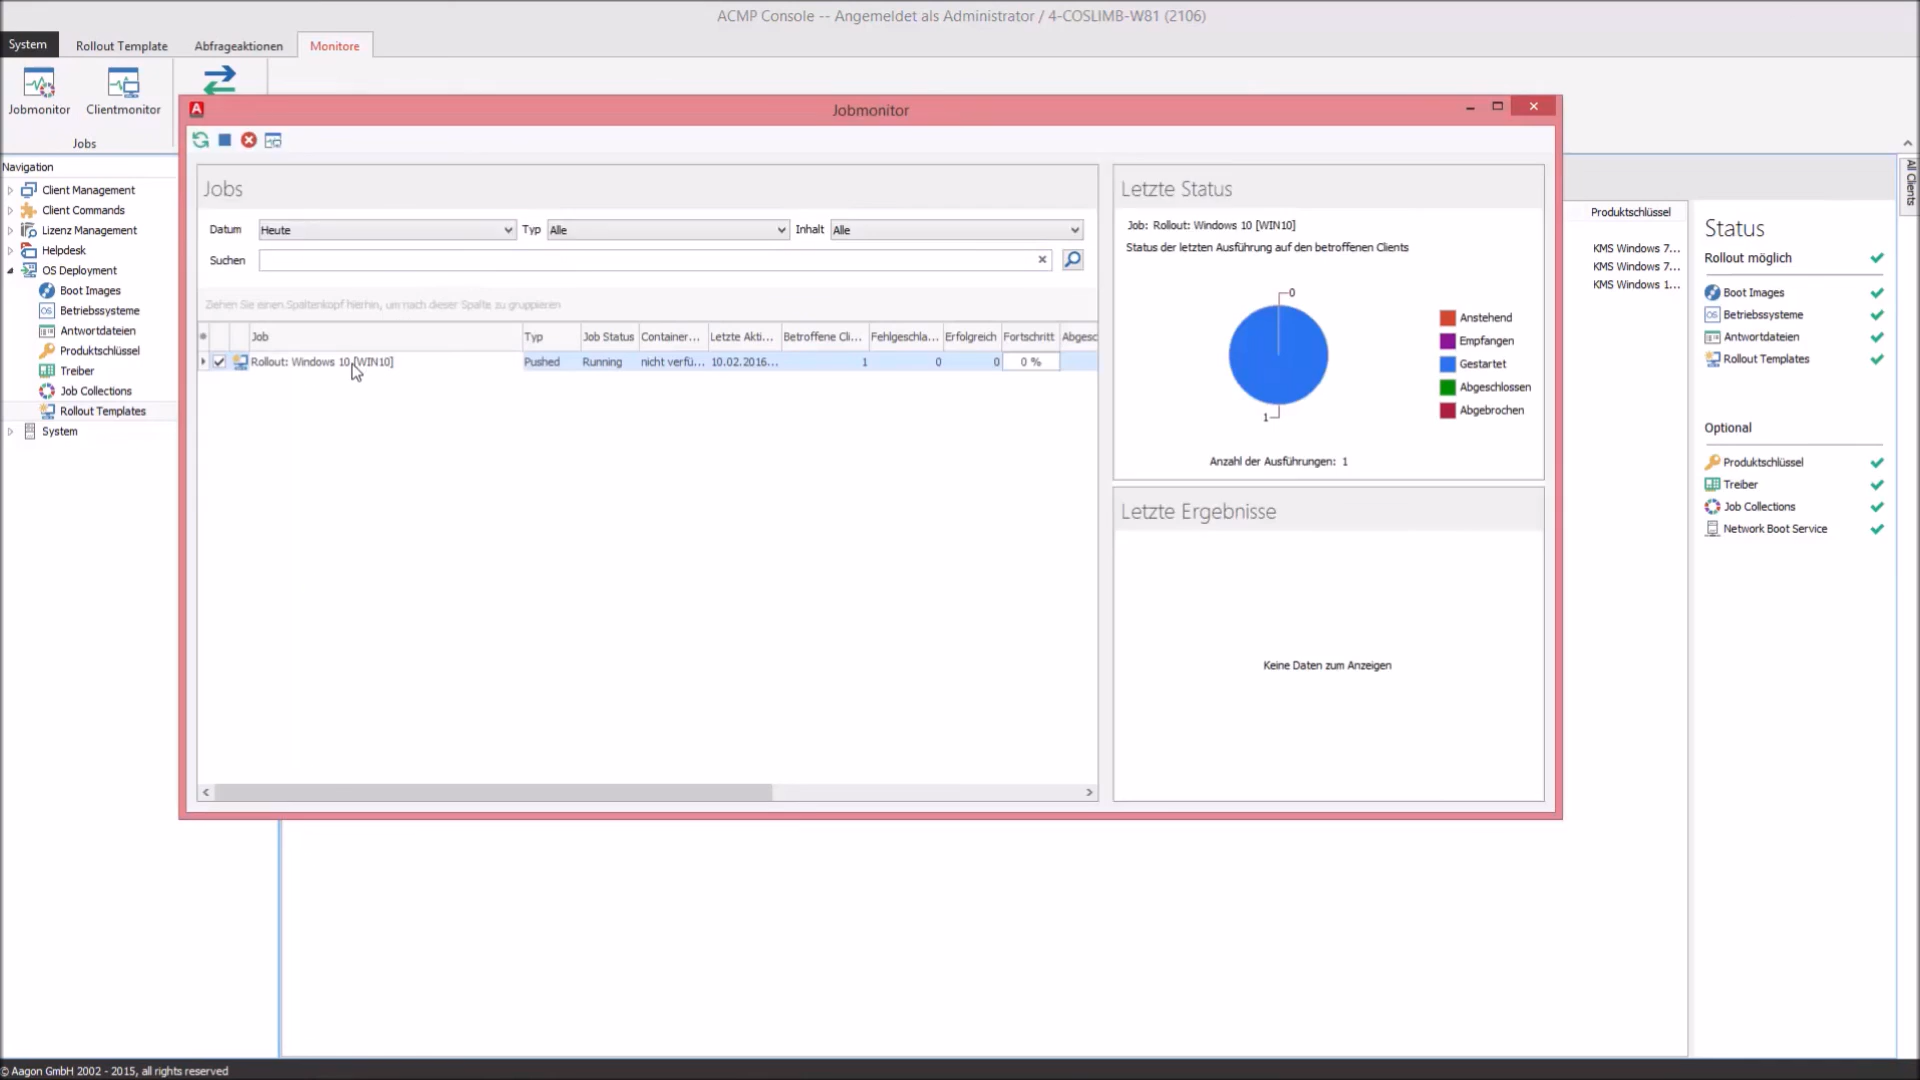 ACMP Console -- Angemeldet als Administrator / 4-COSLIMB-W81 (2106)
System
Rollout Template
Abfrageaktionen
Monitore
Jobmonitor
Clientmonitor
Jobs
Navigation
Client Management
Client Commands
Lizenz Management
Helpdesk
OS Deployment
Boot Images
OS
Betriebssysteme
Antwortdateien
Produktschlüssel
Treiber
Job Collections
Rollout Templates
System
A
Jobmonitor
Jobs
Datum
Heute
Typ
Alle
Inhalt
Alle
Suchen
Ziehen Sie einen Spaltenkopf hierhin, um nach dieser Spalte zu gruppieren
Job
Typ
Job Status
Container...
Letzte Akti...
Betroffene Cli...
Fehlgeschla...
Erfolgreich
Fortschritt
Abgesc
Rollout: Windows 10 [WIN10]
Pushed
Running
nicht verfü...
10.02.2016...
1
0
0
0 %
Letzte Status
Job: Rollout: Windows 10 [WIN10]
Status der letzten Ausführung auf den betroffenen Clients
0
1
Anstehend
Empfangen
Gestartet
Abgeschlossen
Abgebrochen
Anzahl der Ausführungen: 1
Letzte Ergebnisse
Keine Daten zum Anzeigen
Produktschlüssel
KMS Windows 7...
KMS Windows 7...
KMS Windows 1...
Status
Rollout möglich
Boot Images
OS
Betriebssysteme
Antwortdateien
Rollout Templates
Optional
Produktschlüssel
Treiber
Job Collections
Network Boot Service
All Clients
© Aagon GmbH 2002 - 2015, all rights reserved